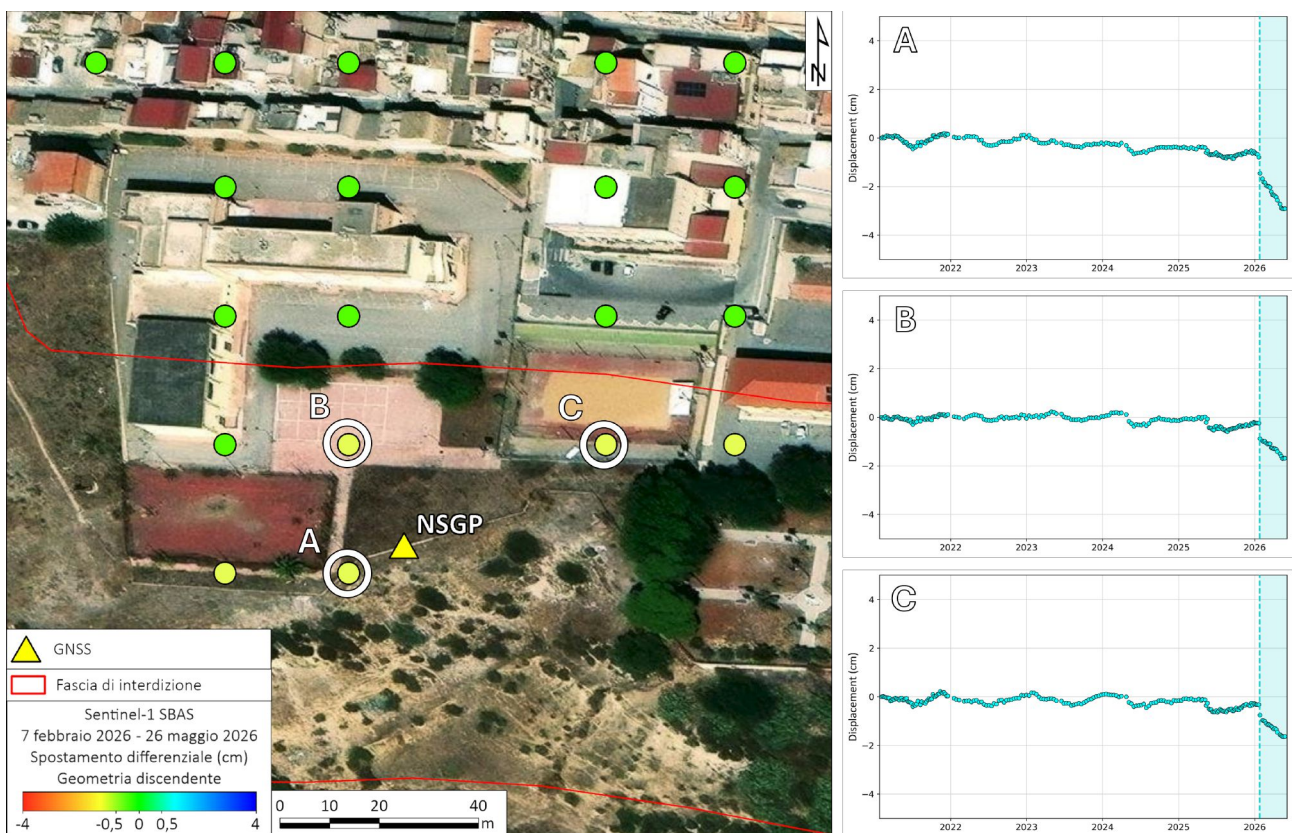 N
B
C
A
NSGP
GNSS
Fascia di interdizione
Sentinel-1 SBAS
7 febbraio 2026 - 26 maggio 2026
Spostamento differenziale (cm)
Geometria discendente
-4 -0,5 0 0,5 4
0 10 20 40
m
A
Displacement (cm)
4
2
0
−2
−4
2022 2023 2024 2025 2026
B
Displacement (cm)
4
2
0
−2
−4
2022 2023 2024 2025 2026
C
Displacement (cm)
4
2
0
−2
−4
2022 2023 2024 2025 2026